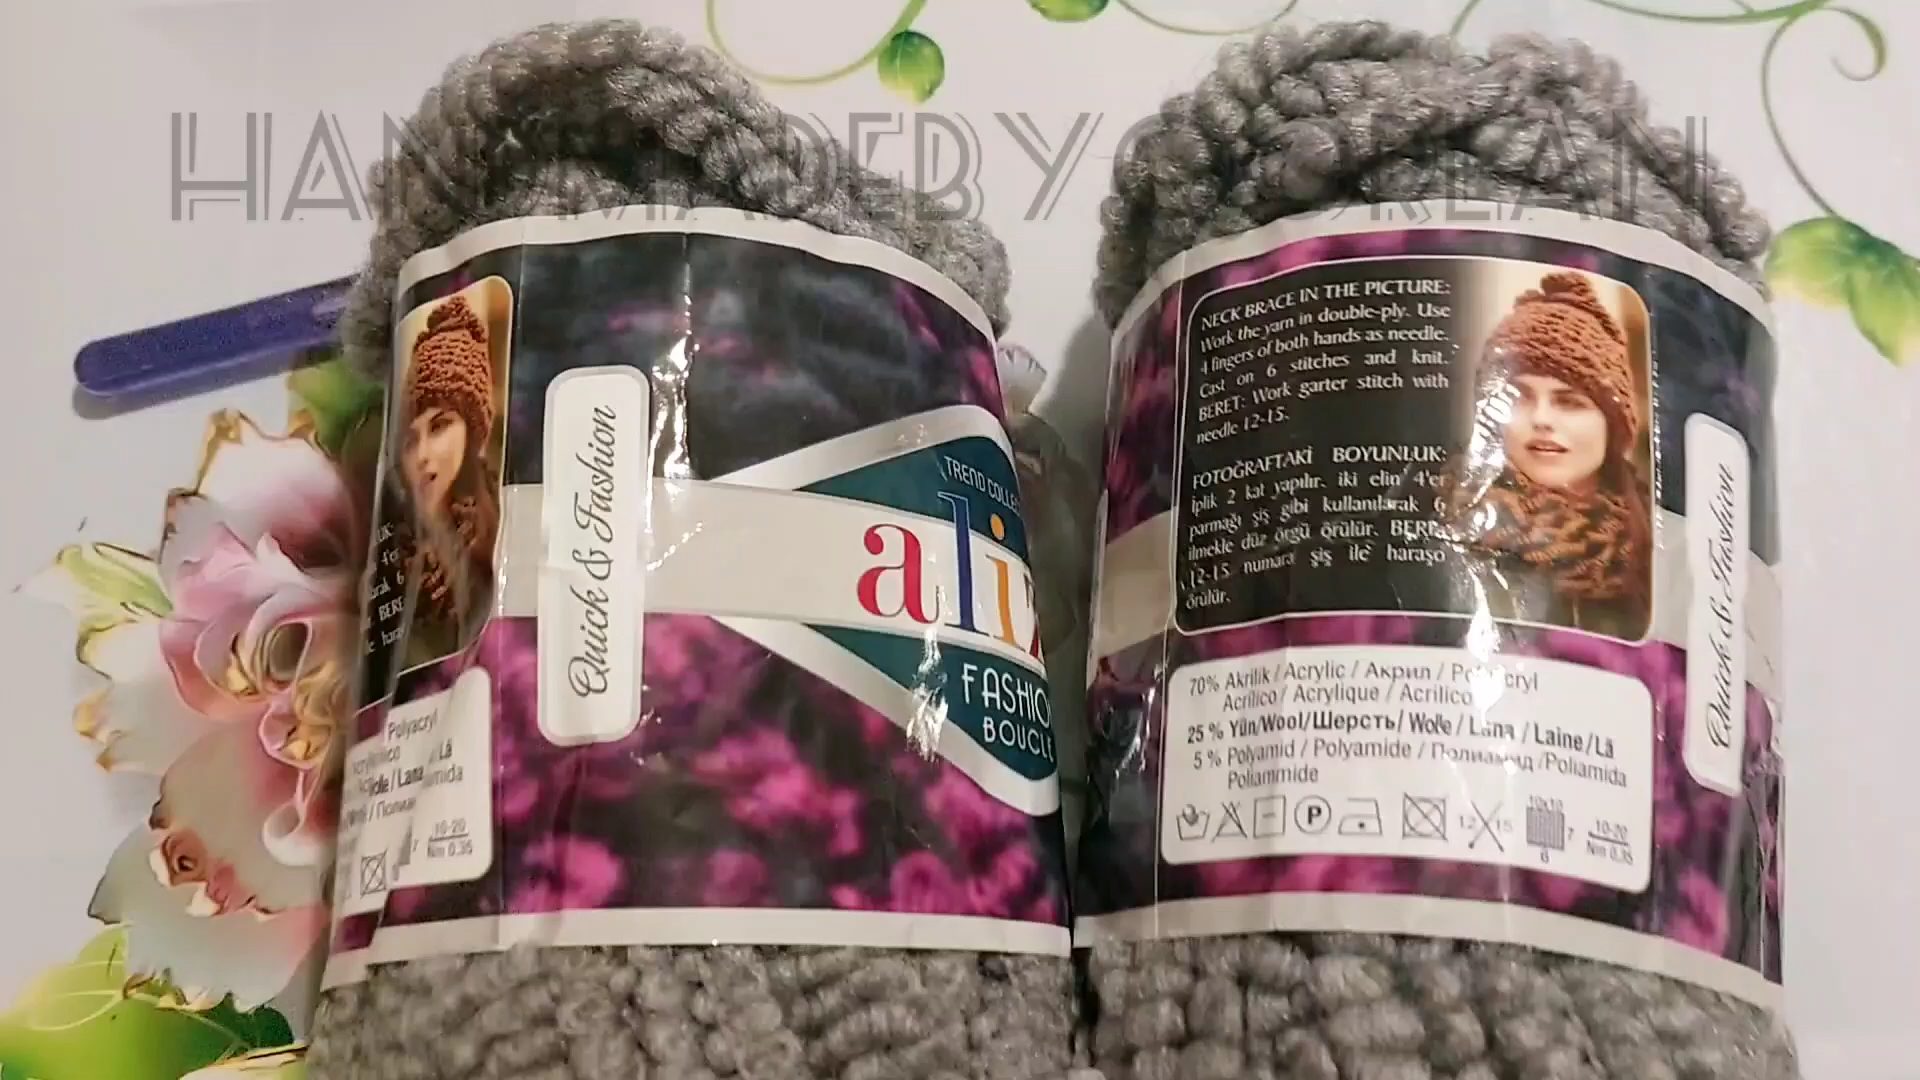 Quick & Fashion
TREND
ali
FASHIO
BOUCLE
Polyacryl
10-20
Nm 0.35
NECK BRACE IN THE PICTURE:
Work the yarn in double-ply. Use
4 fingers of both hands as needle.
Cast on 6 stitches and knit.
BERET: Work garter stitch with
needle 12-15.
FOTOĞRAFTAKİ BOYUNLUK:
İplik 2 kat yapılır. iki elin 4'er
parmağı şiş gibi kullanılarak 6
ilmekle düz örgü örülür.
12-15 numara şiş ile haraşo
örülür.
Quick & Fashion
70% Akrilik / Acrylic / Акрил /
Acrilico / Acrylique / Acrilico
25 % Yün/Wool/Шерсть/ Wolle / Lana / Laine/Lã
5 % Polyamid / Polyamide / Полиамид /Poliamida
Poliammide
P
12 15
10x10
7
6
10-20
Nm 0.35